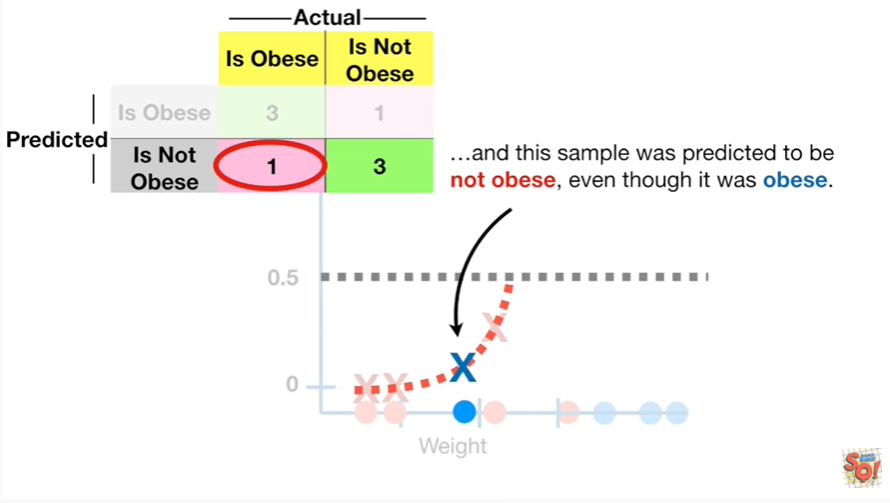 Actual
Is Obese
Is Not
Obese
Is Obese
3
1
Predicted
Is Not
Obese
1
3
…and this sample was predicted to be
not obese, even though it was obese.
0.5
X
X
X
X
0
Weight
SQ!